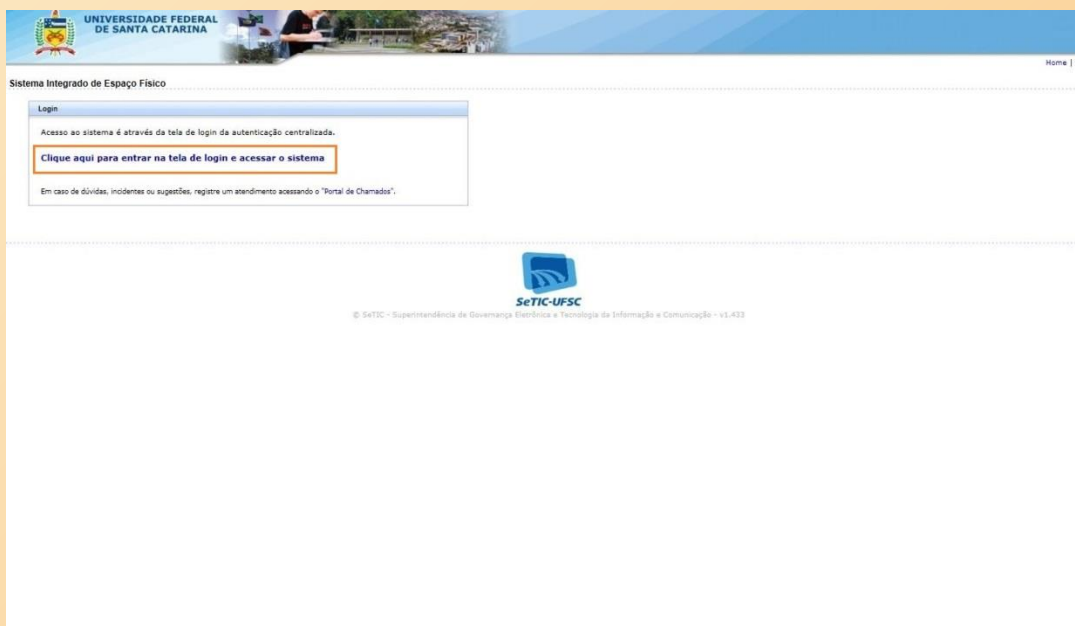 UNIVERSIDADE FEDERAL
DE SANTA CATARINA
Home |
Sistema Integrado de Espaço Físico
Login
Acesso ao sistema é através da tela de login da autenticação centralizada.
Clique aqui para entrar na tela de login e acessar o sistema
Em caso de dúvidas, incidentes ou sugestões, registre um atendimento acessando o "Portal de Chamados".
SeTIC-UFSC
© SeTIC - Superintendência de Governança Eletrônica e Tecnologia da Informação e Comunicação - v1.433